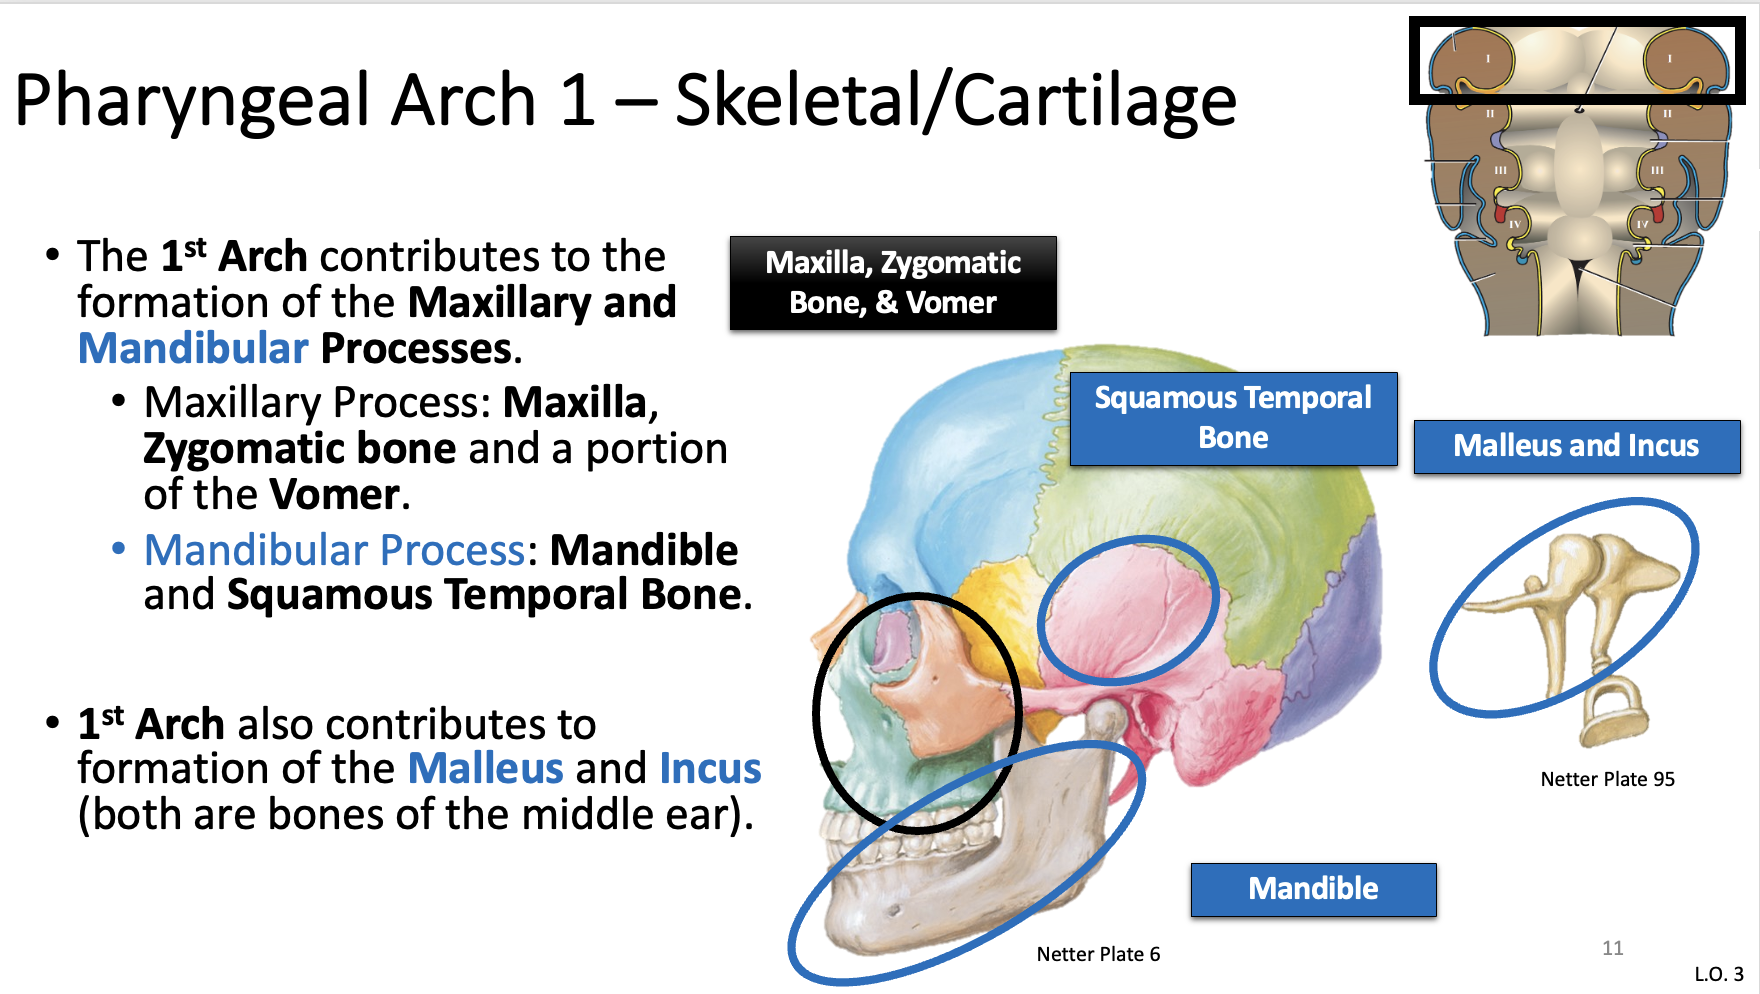 Pharyngeal Arch 1 – Skeletal/Cartilage
• The 1st Arch contributes to the
formation of the Maxillary and
Mandibular Processes.
• Maxillary Process: Maxilla,
Zygomatic bone and a portion
of the Vomer.
• Mandibular Process: Mandible
and Squamous Temporal Bone.
• 1st Arch also contributes to
formation of the Malleus and Incus
(both are bones of the middle ear).
Maxilla, Zygomatic
Bone, & Vomer
Squamous Temporal
Bone
Malleus and Incus
Mandible
Netter Plate 95
Netter Plate 6
I
I
II
II
III
III
IV
IV
11
L.O. 3